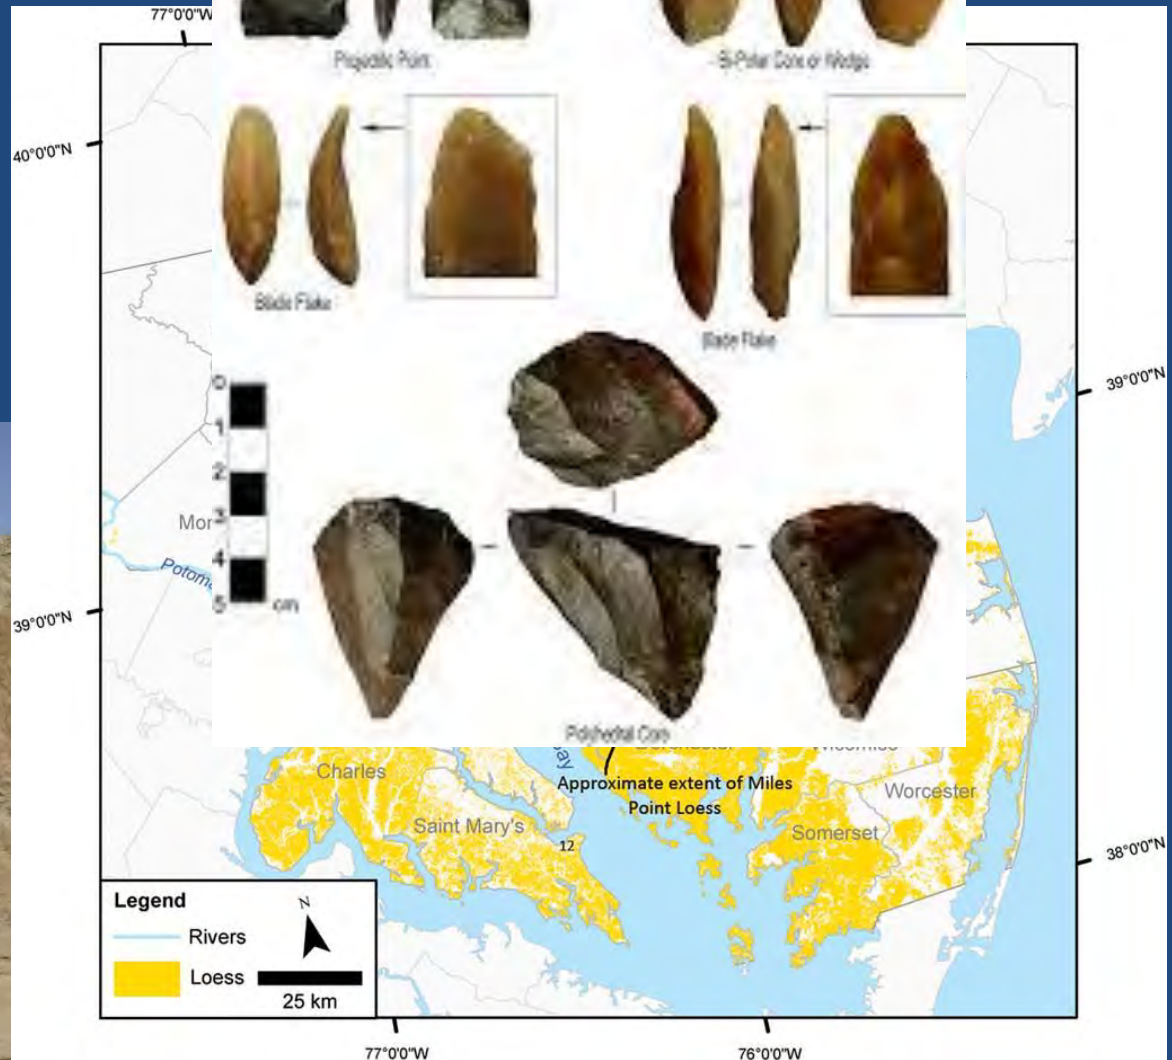 77°0'0"W
Projectile Point
Bi-Polar Core or Wedge
40°0'0"N
Blade Flake
Blade Flake
39°0'0"N
0
1
2
3
4
5
cm
Mor
Potom
39°0'0"N
Polyhedral Core
ay
Approximate extent of Miles
Point Loess
Charles
Saint Mary's
12
Worcester
Somerset
38°0'0"N
Legend
N
Rivers
Loess
25 km
77°0'0"W
76°0'0"W